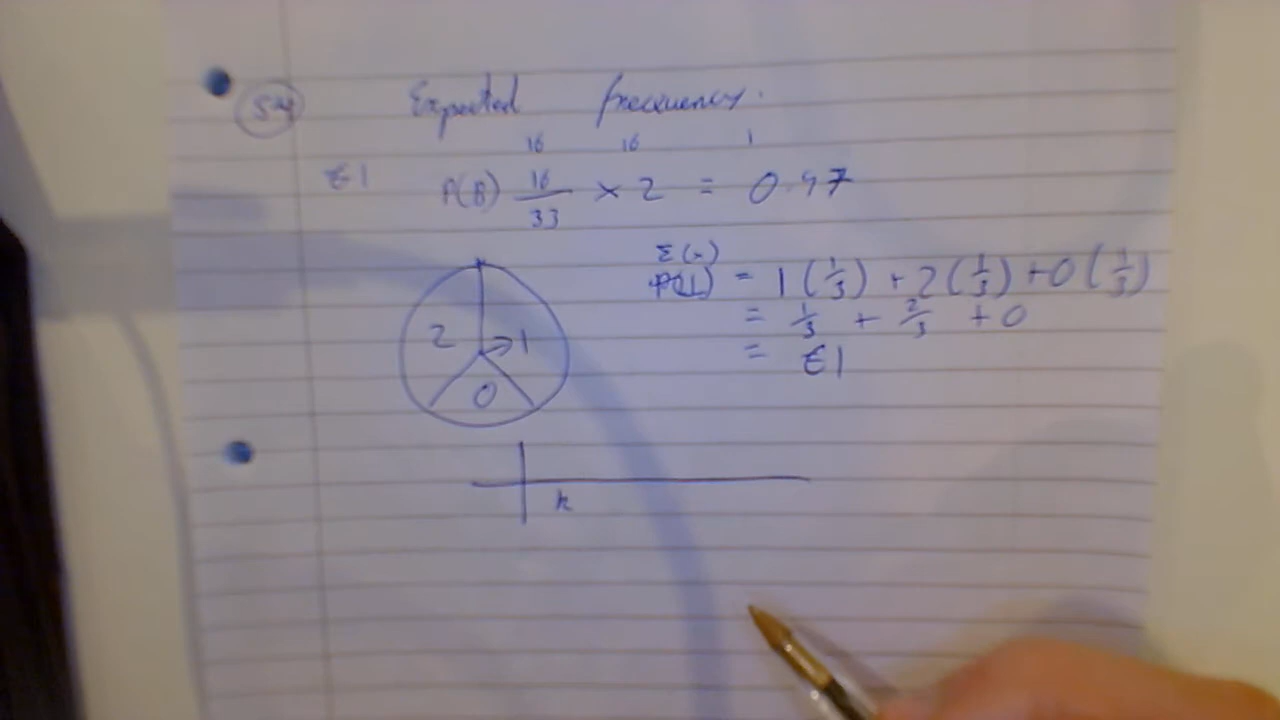 54 Expected frequency.
16 16 1
€1 P(B) 16/33 × 2 = 0.97
E(x)
P(1) = 1 (1/3) + 2 (1/3) + 0 (1/3)
= 1/3 + 2/3 + 0
= €1
2 1
0